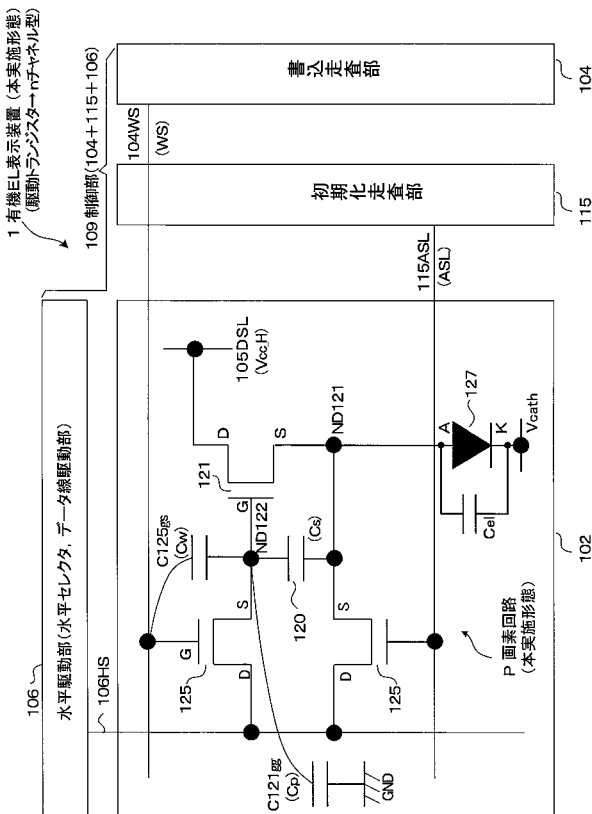 1 有機EL表示装置(本実施形態)
(駆動トランジスター→nチャネル型)
109 制御部(104+115+106)
106
水平駆動部(水平セレクタ,データ線駆動部)
106HS
書込走査部
104
104WS
(WS)
初期化走査部
115
115ASL
(ASL)
105DSL
(Vcc_H)
D
S
G
121
ND121
ND122
C125gs
(Cw)
(Cs)
120
G
S
D
125
S
D
125
C121gg
(Cp)
GND
A
K
127
Cel
Vcath
P 画素回路
(本実施形態)
102